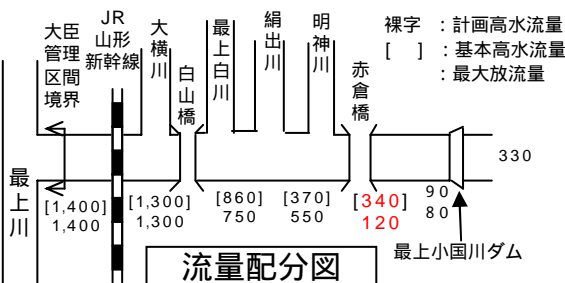 大臣
管理
区間
境界
JR
山形
新幹線
大横川
白山橋
最上白川
絹出川
明神川
赤倉橋
裸字 : 計画高水流量
[ ] : 基本高水流量
: 最大放流量
最上川
330
[1,400]
1,400
[1,300]
1,300
[860]
750
[370]
550
[340]
120
90
80
最上小国川ダム
流量配分図